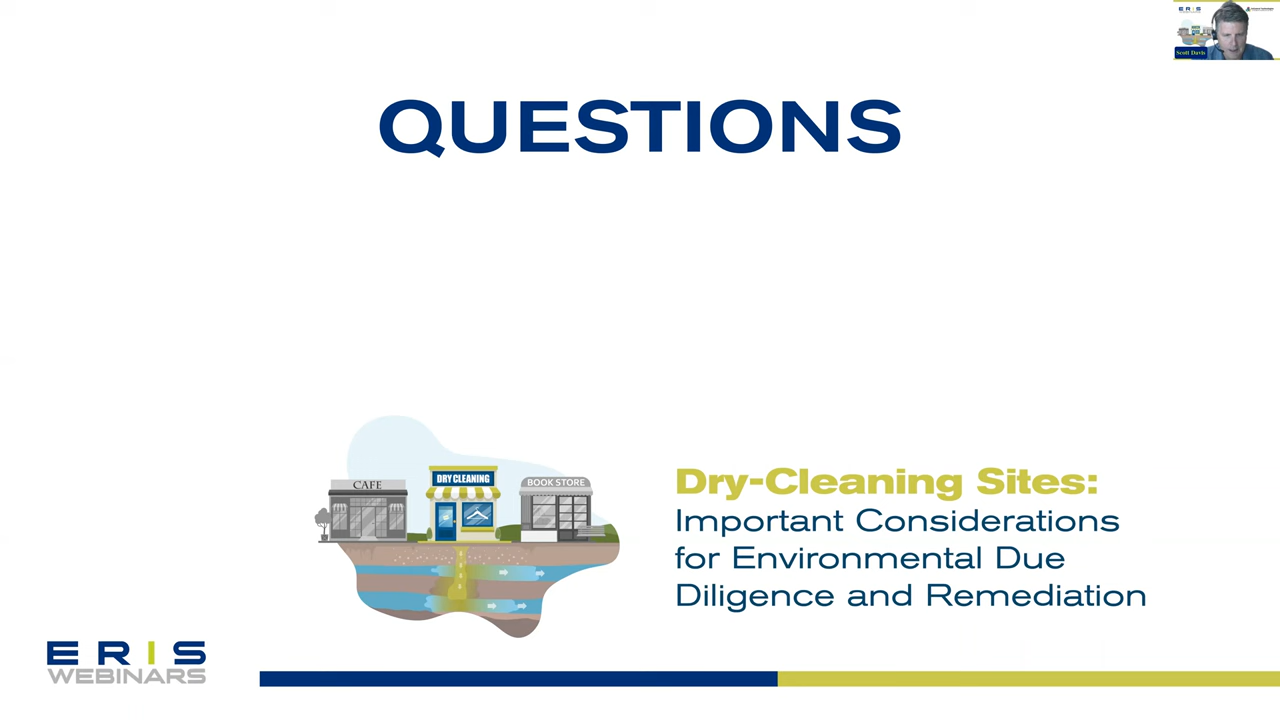 ERIS
Scott Davis
QUESTIONS
CAFE
DRY CLEANING
BOOK STORE
Dry-Cleaning Sites:
Important Considerations
for Environmental Due
Diligence and Remediation
ERIS
WEBINARS